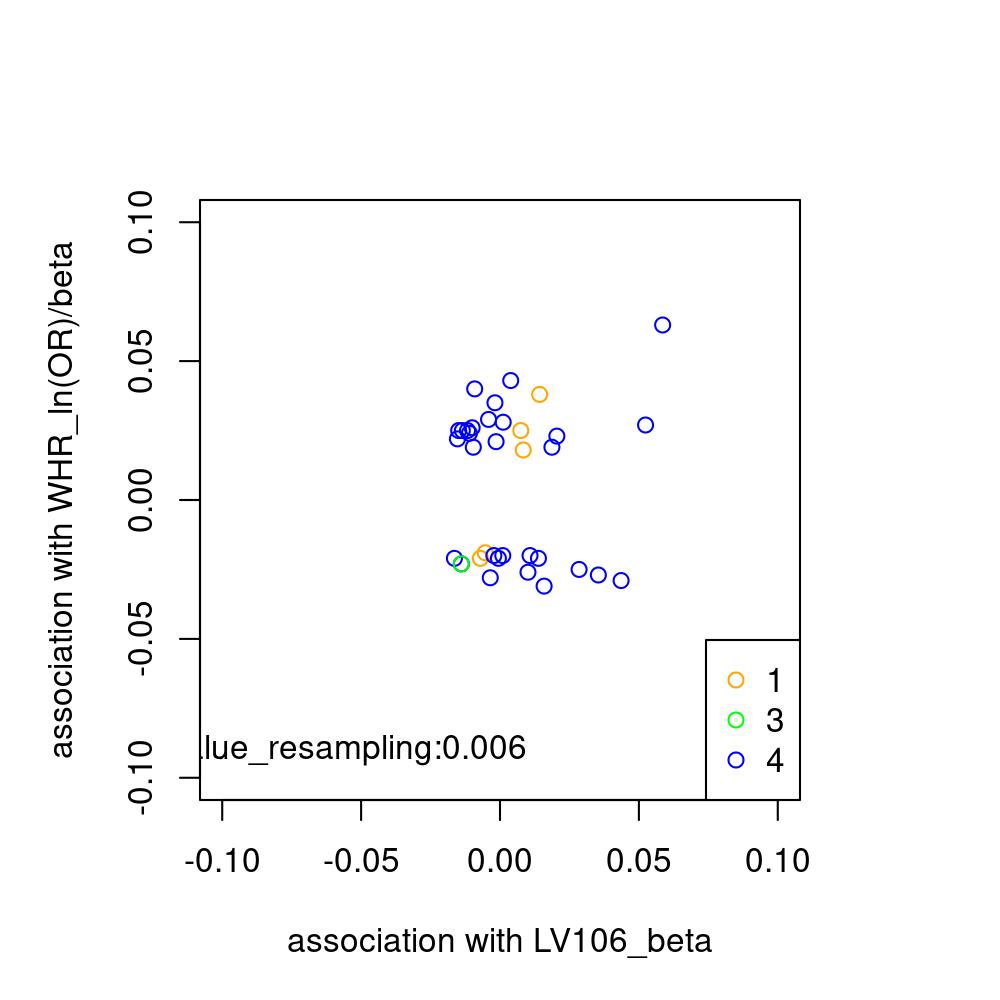 association with WHR_ln(OR)/beta
0.10
0.05
0.00
-0.05
-0.10
lue_resampling:0.006
1
3
4
-0.10 -0.05 0.00 0.05 0.10
association with LV106_beta